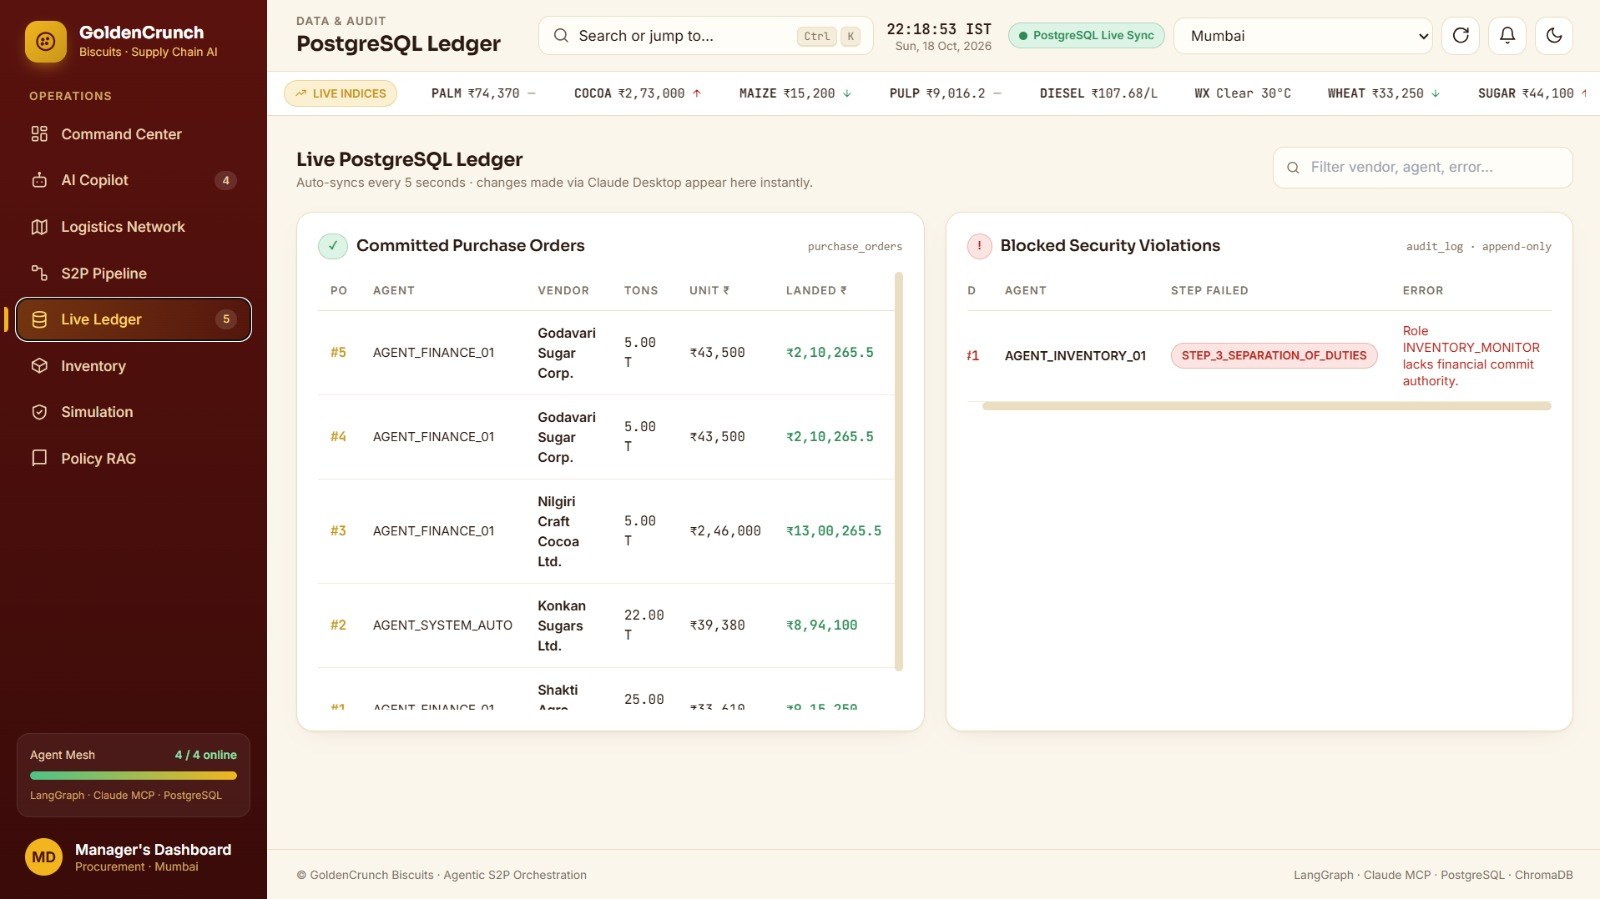 GoldenCrunch
Biscuits · Supply Chain AI
OPERATIONS
Command Center
AI Copilot 4
Logistics Network
S2P Pipeline
Live Ledger 5
Inventory
Simulation
Policy RAG
Agent Mesh 4 / 4 online
LangGraph · Claude MCP · PostgreSQL
MD
Manager's Dashboard
Procurement · Mumbai
DATA & AUDIT
PostgreSQL Ledger
Search or jump to... Ctrl K
22:18:53 IST
Sun, 18 Oct, 2026
PostgreSQL Live Sync
Mumbai
LIVE INDICES PALM ₹74,370 — COCOA ₹2,73,000 ↑ MAIZE ₹15,200 ↓ PULP ₹9,016.2 — DIESEL ₹107.68/L WX Clear 30°C WHEAT ₹33,250 ↓ SUGAR ₹44,100 ↑
Live PostgreSQL Ledger
Auto-syncs every 5 seconds · changes made via Claude Desktop appear here instantly.
Filter vendor, agent, error...
✓ Committed Purchase Orders purchase_orders
PO AGENT VENDOR TONS UNIT ₹ LANDED ₹
#5 AGENT_FINANCE_01 Godavari Sugar Corp. 5.00 T ₹43,500 ₹2,10,265.5
#4 AGENT_FINANCE_01 Godavari Sugar Corp. 5.00 T ₹43,500 ₹2,10,265.5
#3 AGENT_FINANCE_01 Nilgiri Craft Cocoa Ltd. 5.00 T ₹2,46,000 ₹13,00,265.5
#2 AGENT_SYSTEM_AUTO Konkan Sugars Ltd. 22.00 T ₹39,380 ₹8,94,100
#1 AGENT_FINANCE_01 Shakti Agro 25.00 ₹33,610 ₹9,15,250
! Blocked Security Violations audit_log · append-only
D AGENT STEP FAILED ERROR
#1 AGENT_INVENTORY_01 STEP_3_SEPARATION_OF_DUTIES Role
INVENTORY_MONITOR
lacks financial commit
authority.
© GoldenCrunch Biscuits · Agentic S2P Orchestration
LangGraph · Claude MCP · PostgreSQL · ChromaDB